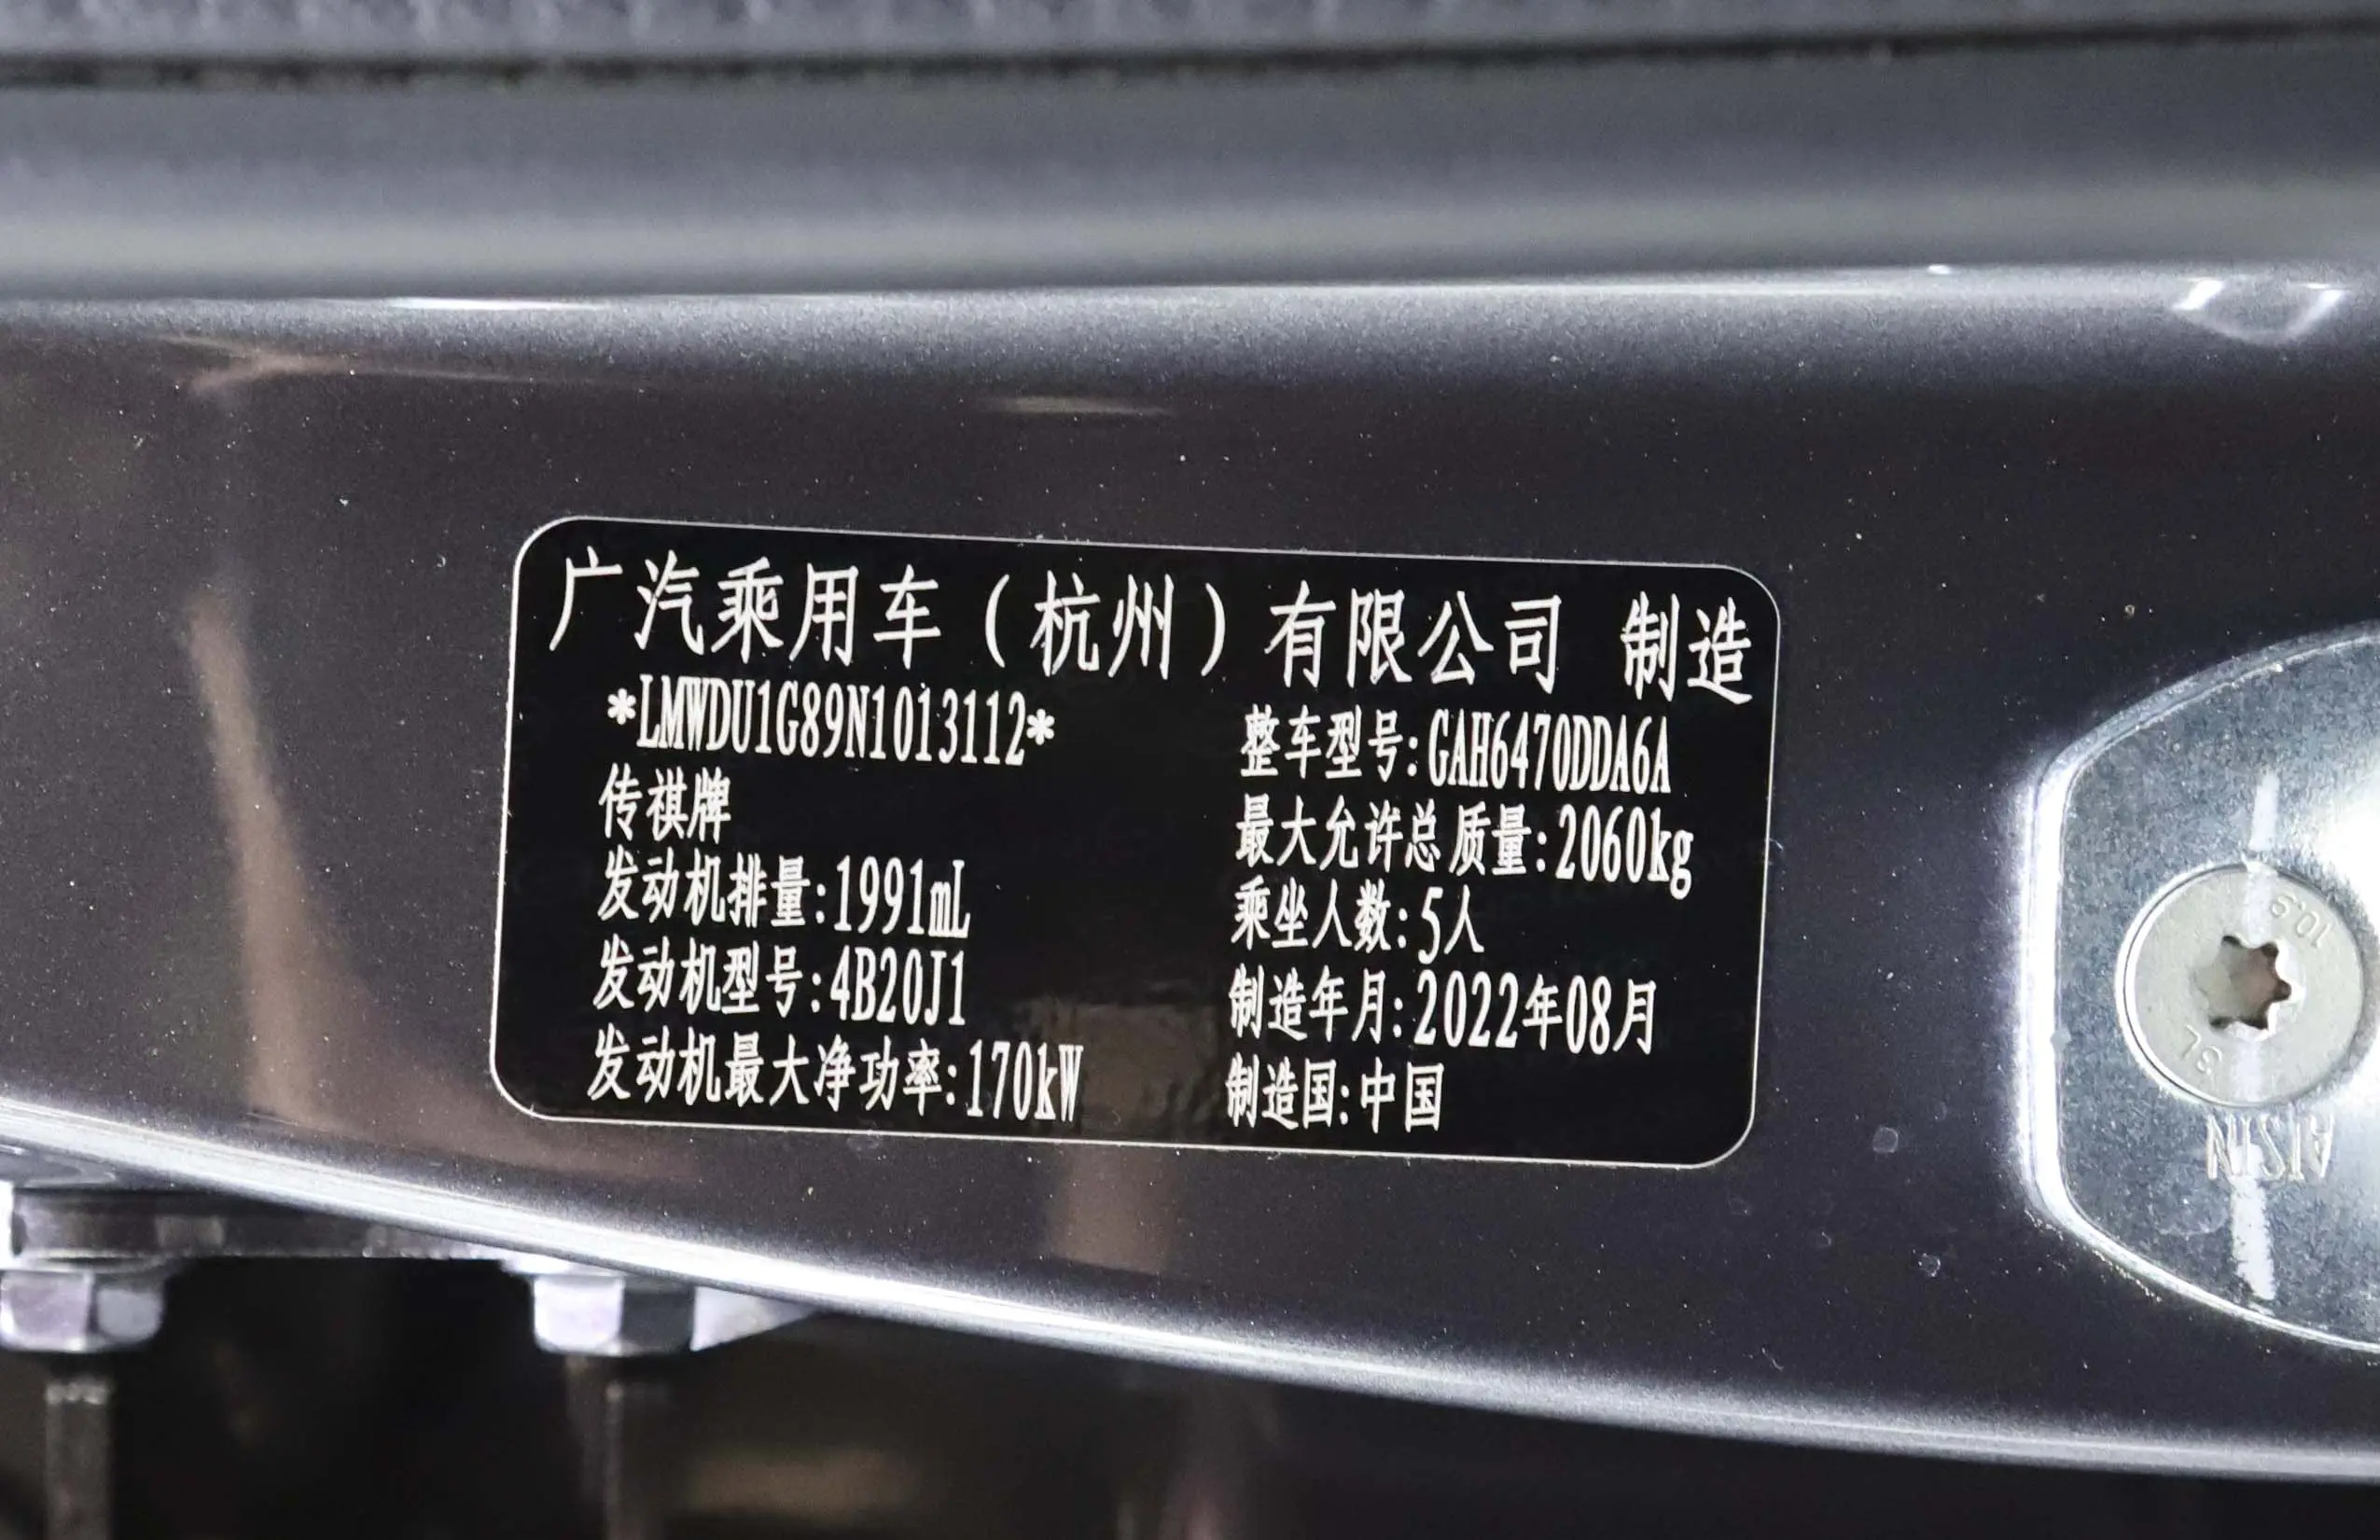 广汽乘用车（杭州）有限公司 制造
*LMWDU1G89N1013112*
传祺牌
发动机排量:1991mL
发动机型号:4B20J1
发动机最大净功率:170kW
整车型号:GAH6470DDA6A
最大允许总质量:2060kg
乘坐人数:5人
制造年月:2022年08月
制造国:中国
10.9
AISIN